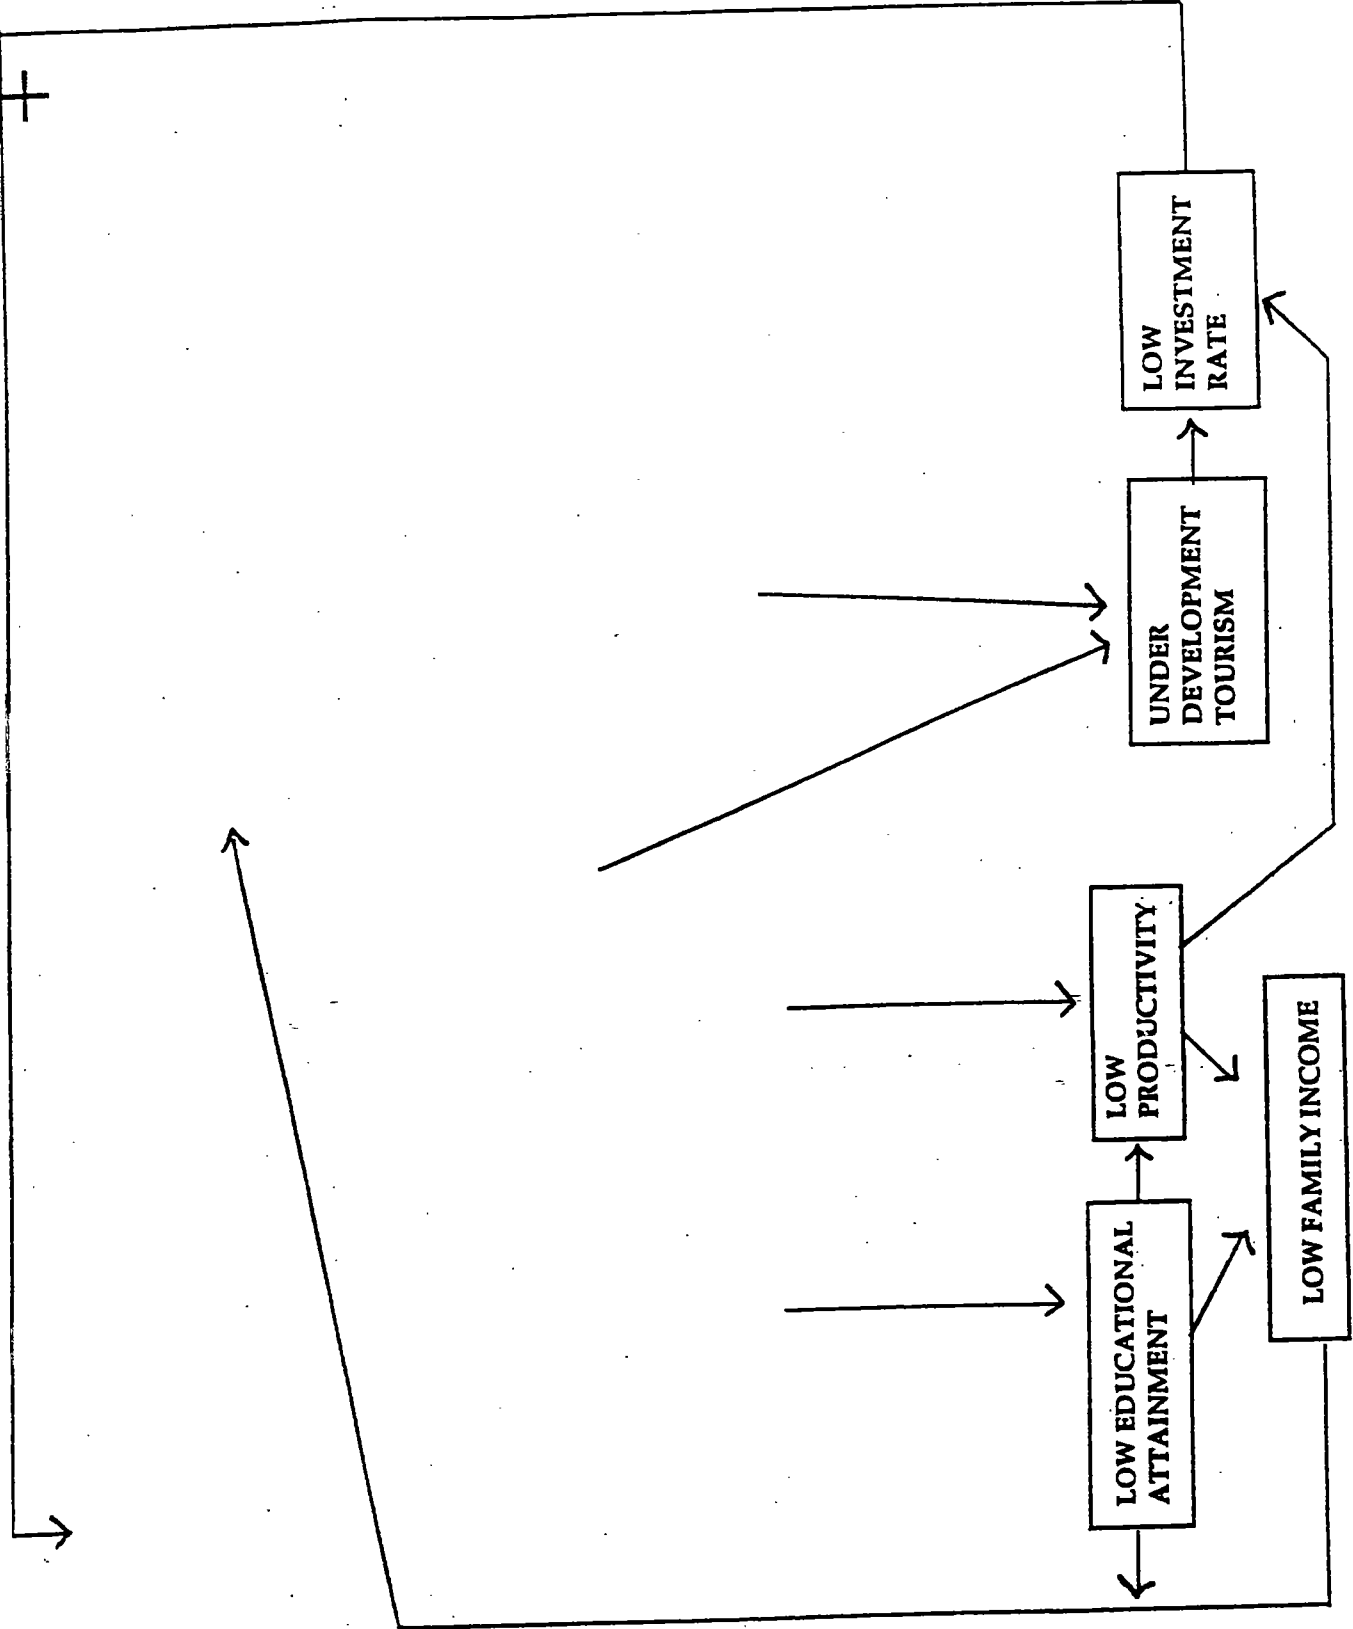 LOW EDUCATIONAL
ATTAINMENT
LOW
PRODUCTIVITY
LOW FAMILY INCOME
UNDER
DEVELOPMENT
TOURISM
LOW
INVESTMENT
RATE